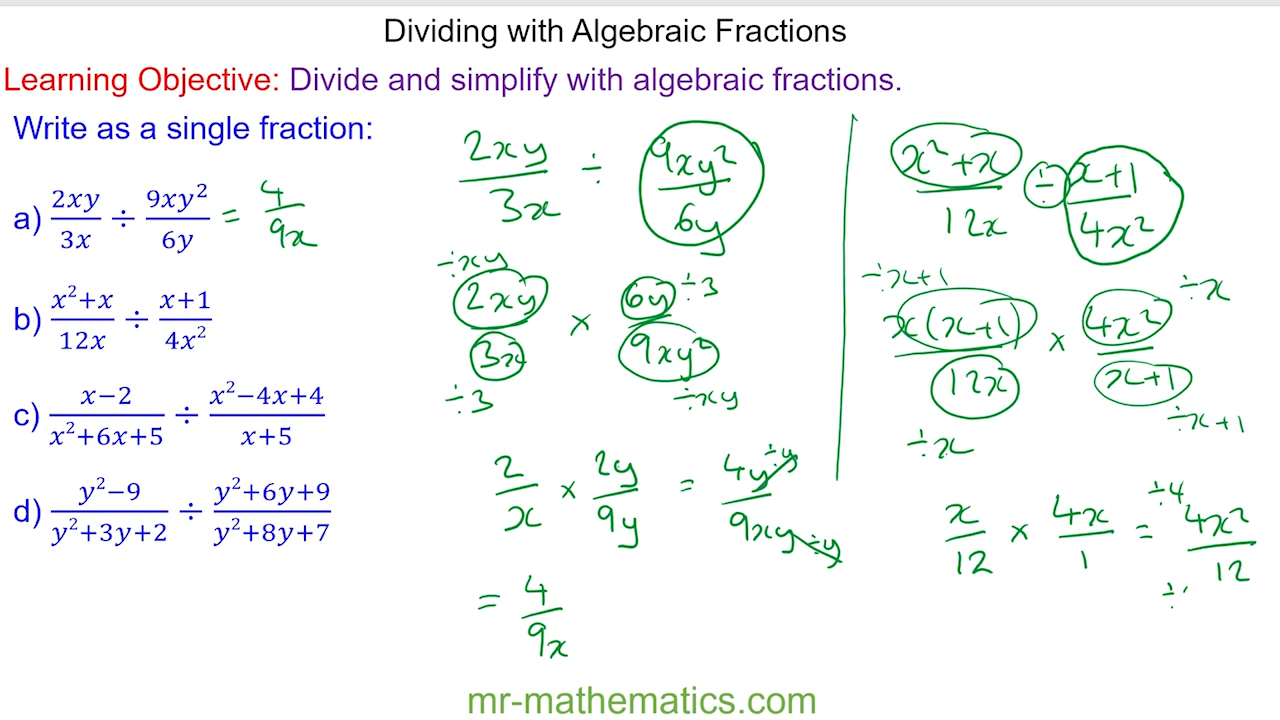 Dividing with Algebraic Fractions
Learning Objective: Divide and simplify with algebraic fractions.
Write as a single fraction:
a) 2xy/3x ÷ 9xy²/6y = 4/9x
b) x²+x/12x ÷ x+1/4x²
c) x−2/x²+6x+5 ÷ x²−4x+4/x+5
d) y²−9/y²+3y+2 ÷ y²+6y+9/y²+8y+7
2xy/3x ÷ 9xy²/6y
÷xy ÷3
2xy/3x × 6y/9xy²
÷3 ÷xy
2/x × 2y/9y = 4y ÷y/9xy ÷y
= 4/9x
x²+x/12x ÷ x+1/4x²
÷x+1 ÷x
x(x+1)/12x × 4x²/x+1
÷x ÷x+1
÷4
x/12 × 4x/1 = 4x²/12
÷
mr-mathematics.com